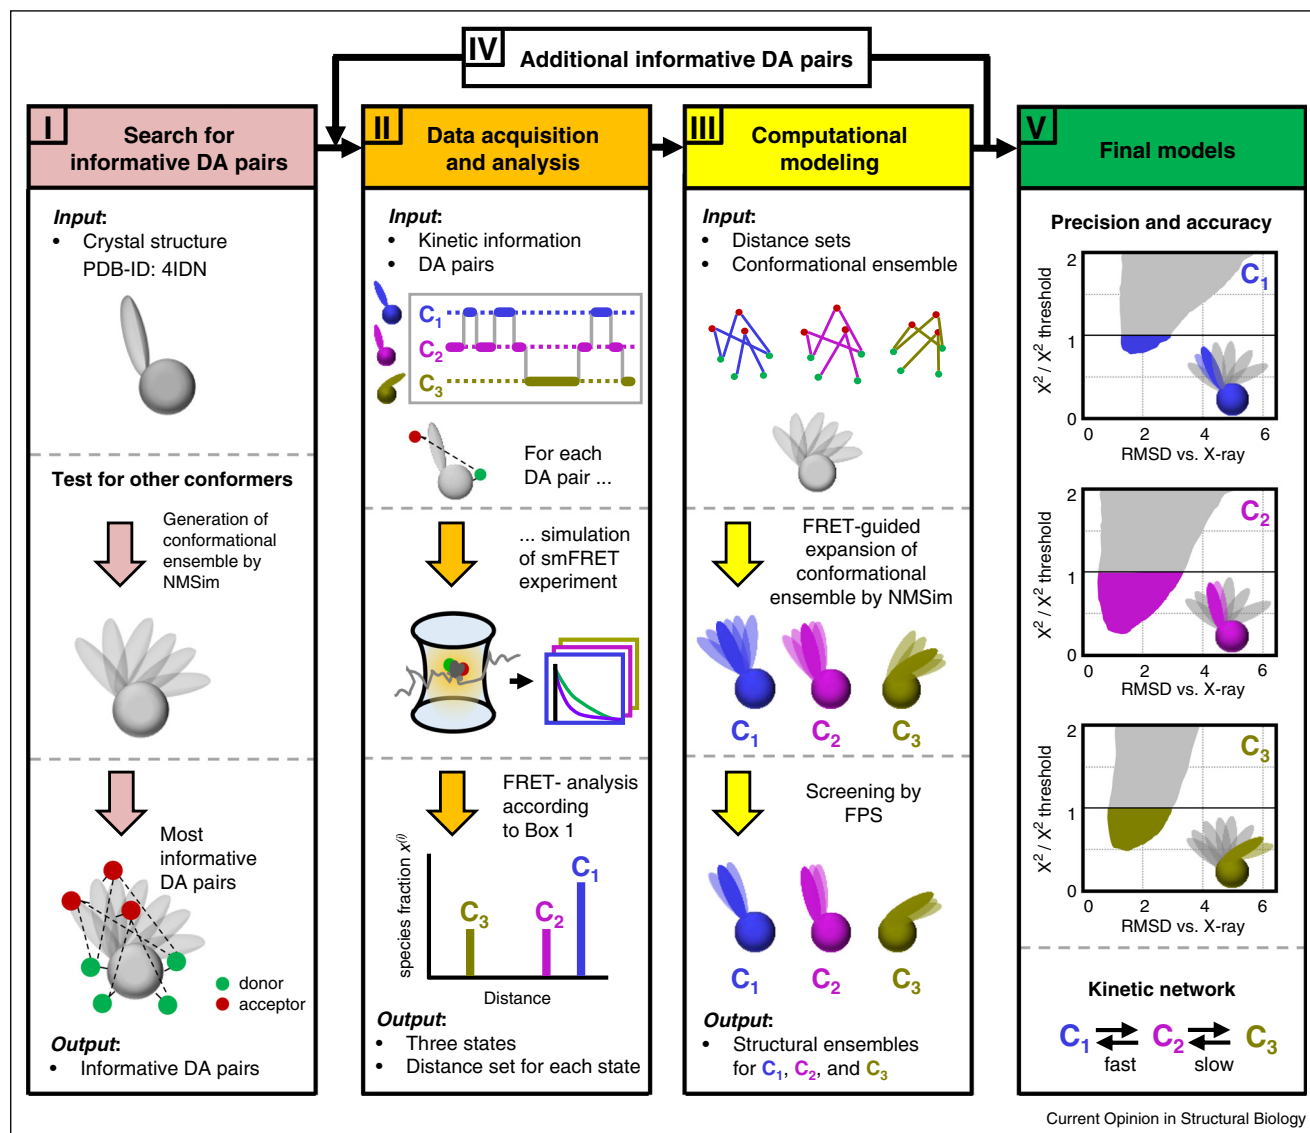 IV
Additional informative DA pairs
I
Search for
informative DA pairs
Input:
• Crystal structure
PDB-ID: 4IDN
Test for other conformers
Generation of
conformational
ensemble by
NMSim
Most
informative
DA pairs
donor
acceptor
Output:
• Informative DA pairs
II
Data acquisition
and analysis
Input:
• Kinetic information
• DA pairs
C1
C2
C3
For each
DA pair ...
... simulation
of smFRET
experiment
FRET- analysis
according
to Box 1
species fraction x(i)
C3
C2
C1
Distance
Output:
• Three states
• Distance set for each state
III
Computational
modeling
Input:
• Distance sets
• Conformational ensemble
FRET-guided
expansion of
conformational
ensemble by NMSim
C1 C2 C3
Screening by
FPS
C1 C2 C3
Output:
• Structural ensembles
for C1, C2, and C3
V
Final models
Precision and accuracy
2
C1
1
0
X2 / X2 threshold
0 2 4 6
RMSD vs. X-ray
2
C2
1
0
X2 / X2 threshold
0 2 4 6
RMSD vs. X-ray
2
C3
1
0
X2 / X2 threshold
0 2 4 6
RMSD vs. X-ray
Kinetic network
C1 C2 C3
fast slow
Current Opinion in Structural Biology